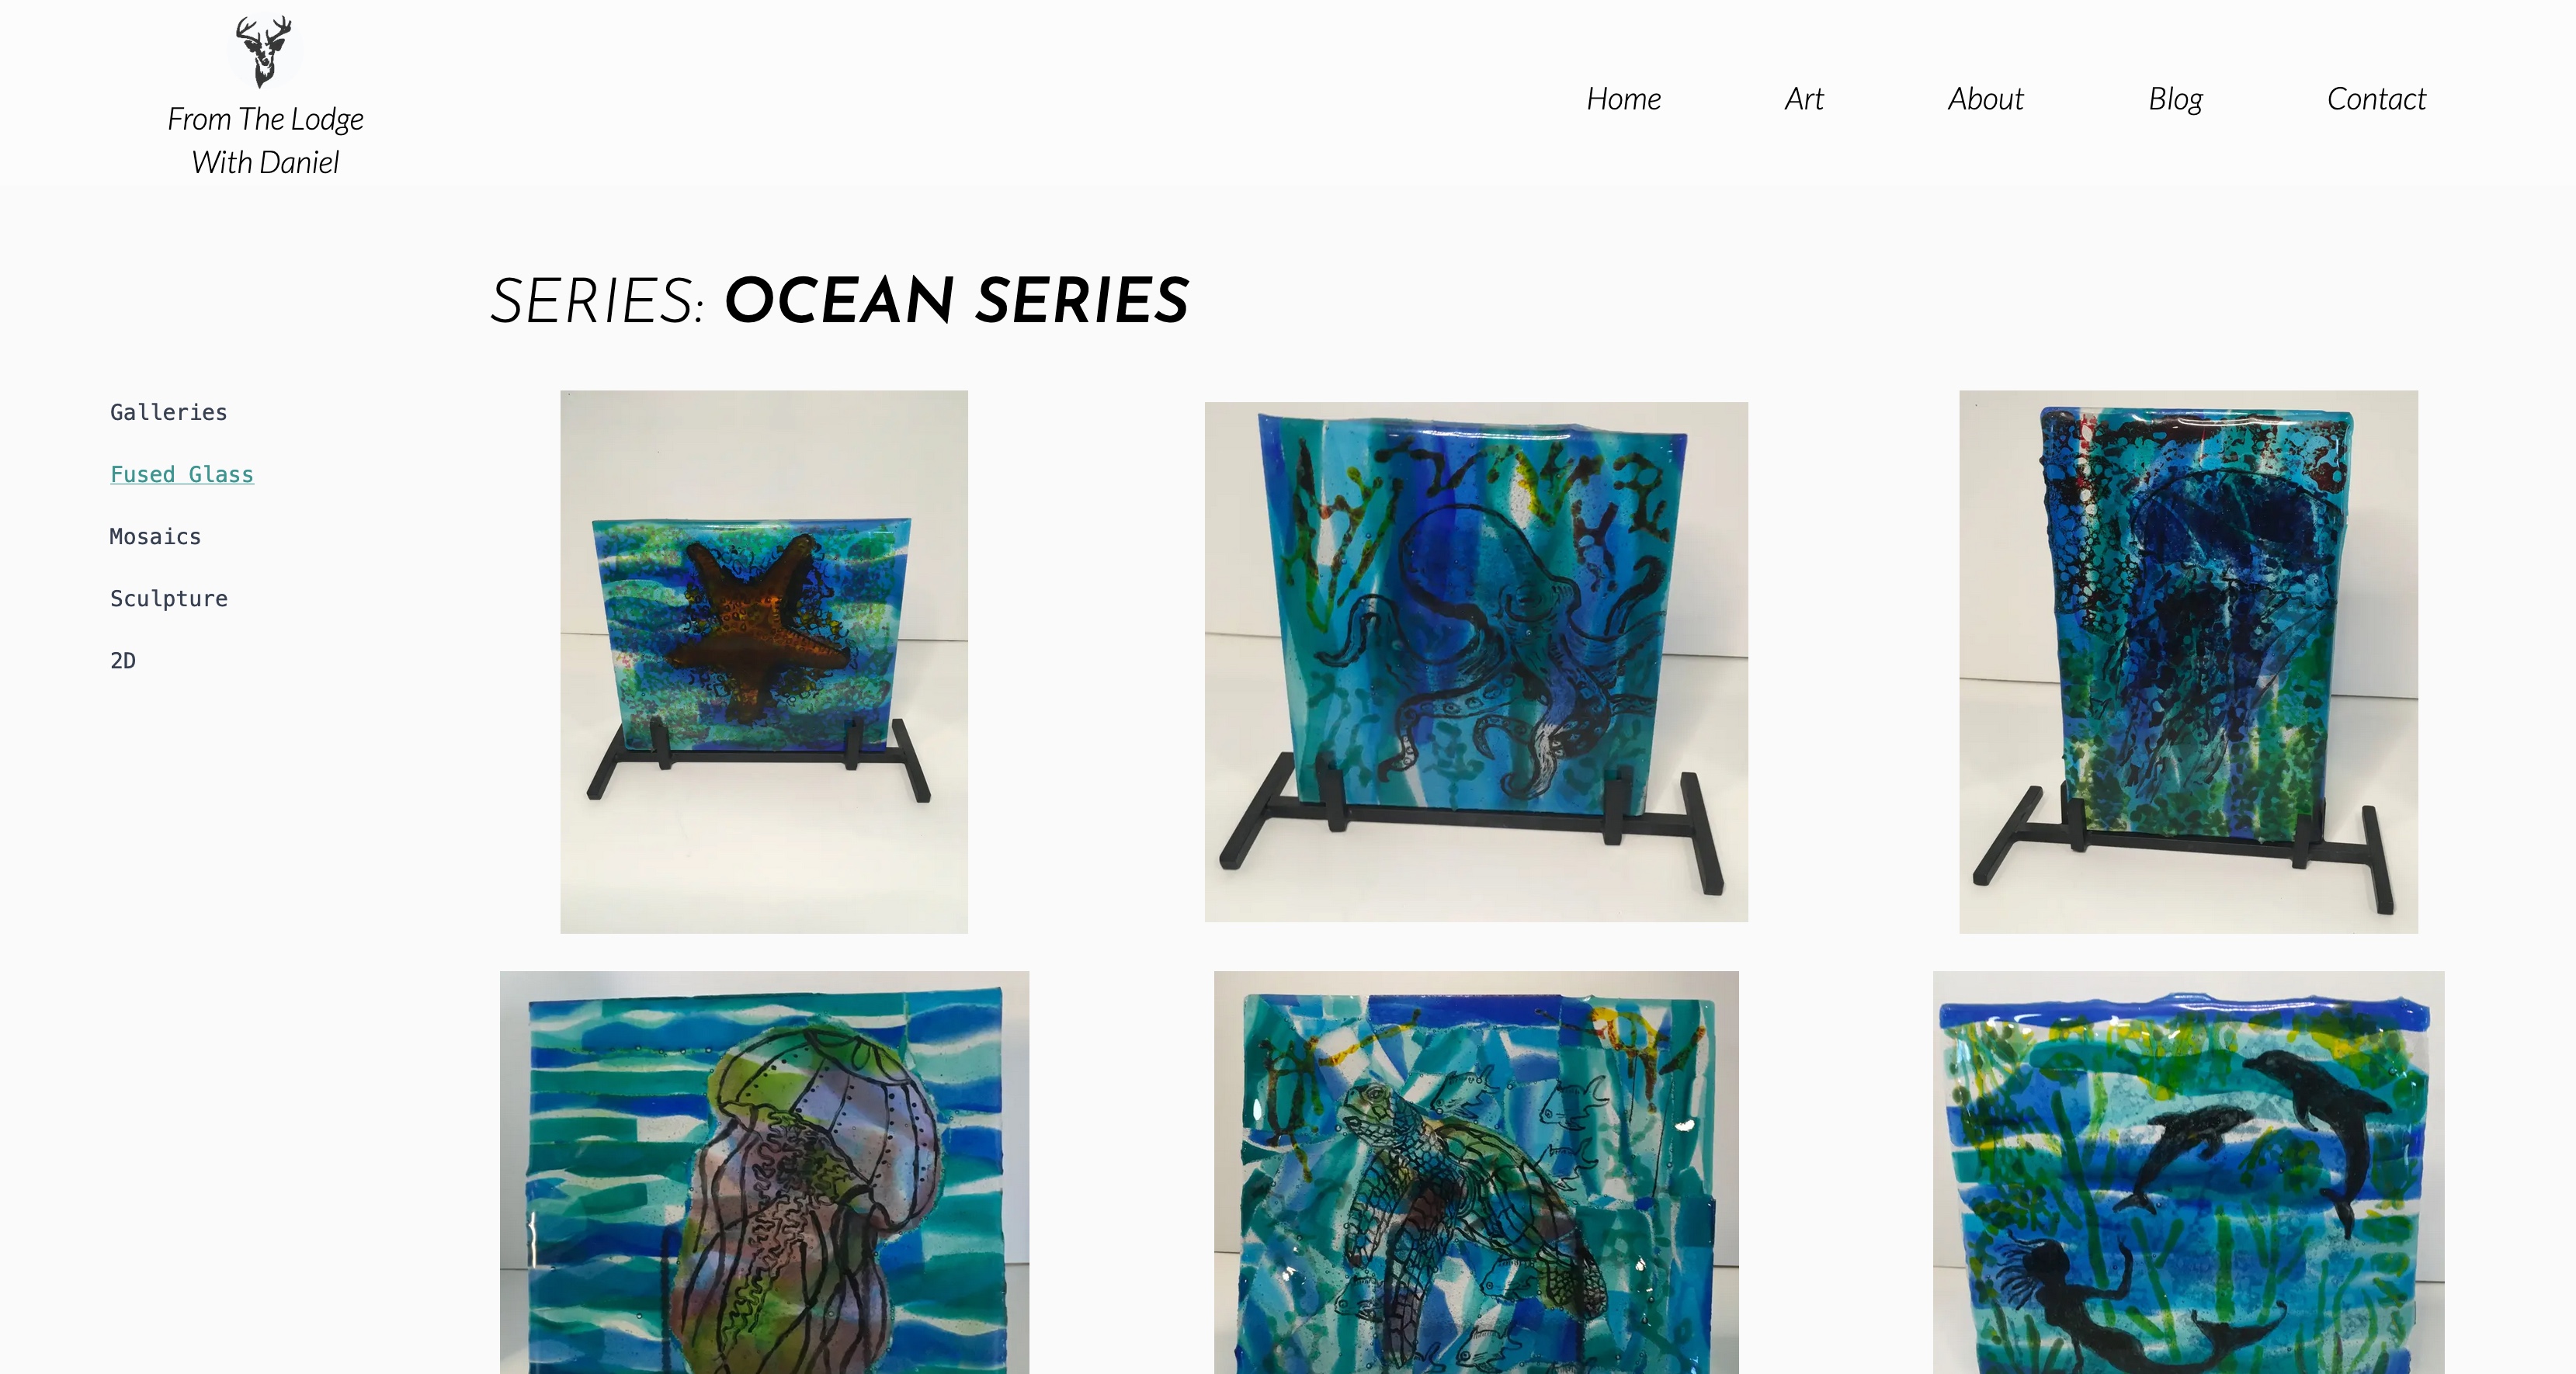 From The Lodge
With Daniel
Home
Art
About
Blog
Contact
SERIES: OCEAN SERIES
Galleries
Fused Glass
Mosaics
Sculpture
2D